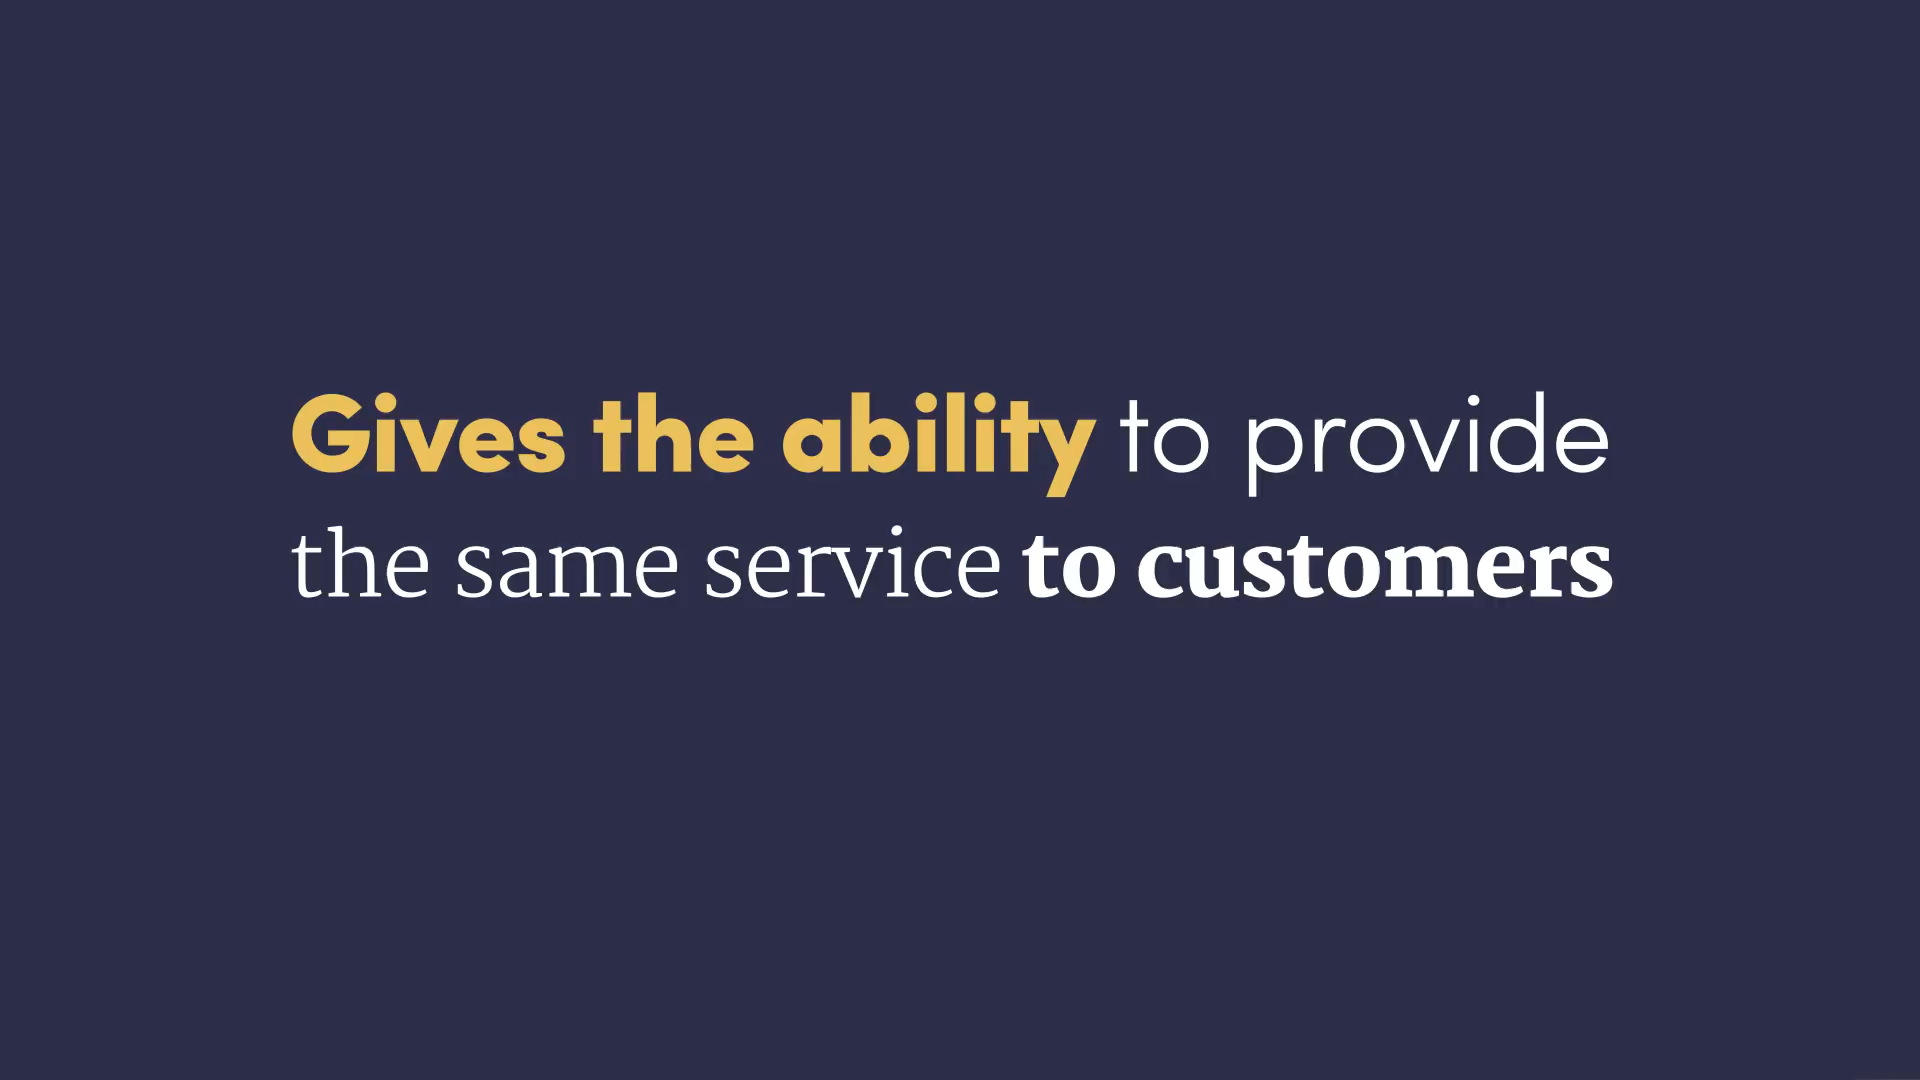 Gives the ability to provide
the same service to customers